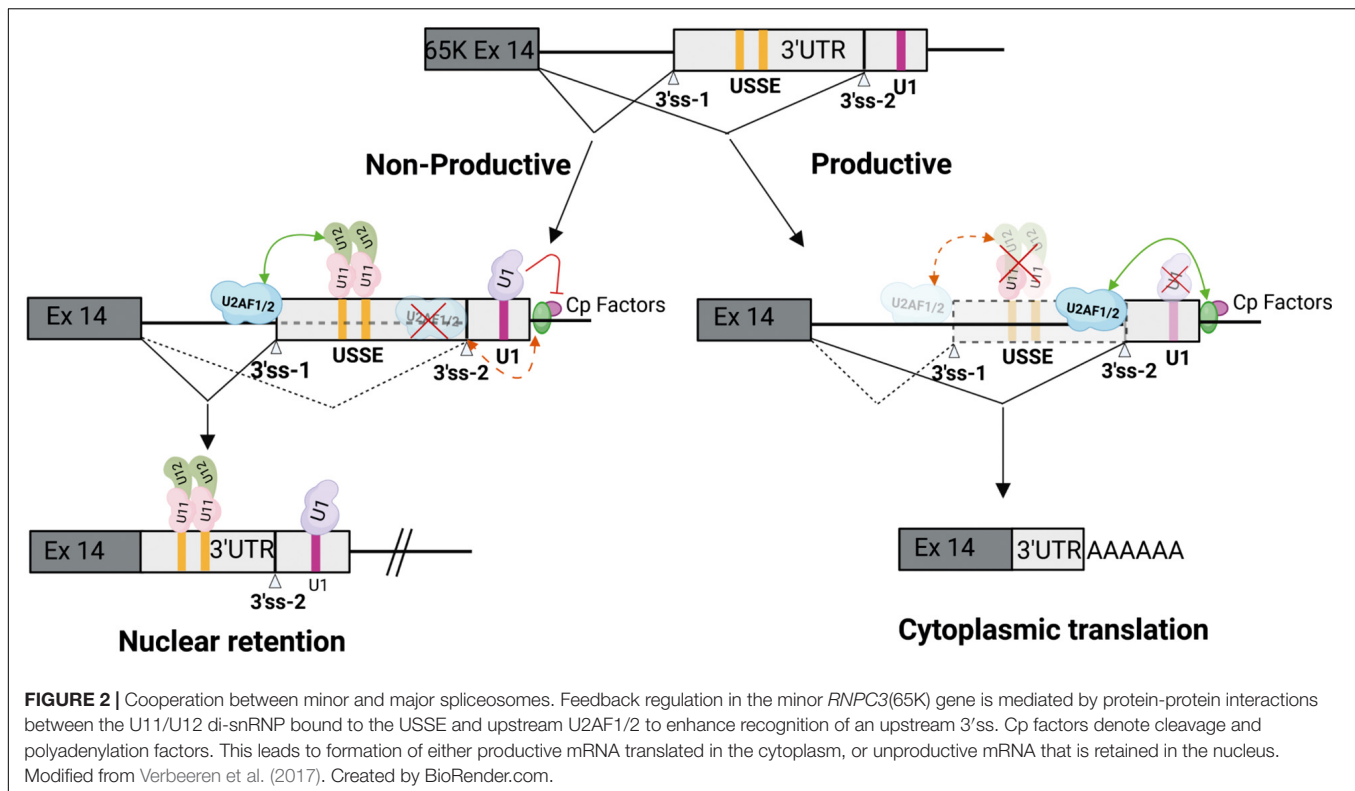 65K Ex 14
3'UTR
USSE
3'ss-1
3'ss-2
U1
Non-Productive
Productive
U12
U12
U11
U11
U1
U2AF1/2
U2AF1/2
Cp Factors
Ex 14
USSE
3'ss-1
3'ss-2
U1
U12
U12
U11
U11
U1
U2AF1/2
U2AF1/2
Cp Factors
Ex 14
3'ss-1
USSE
3'ss-2
U1
U12
U12
U11
U11
U1
Ex 14
3'UTR
3'ss-2
U1
Nuclear retention
Ex 14
3'UTR
AAAAAA
Cytoplasmic translation
FIGURE 2 | Cooperation between minor and major spliceosomes. Feedback regulation in the minor RNPC3(65K) gene is mediated by protein-protein interactions
between the U11/U12 di-snRNP bound to the USSE and upstream U2AF1/2 to enhance recognition of an upstream 3′ss. Cp factors denote cleavage and
polyadenylation factors. This leads to formation of either productive mRNA translated in the cytoplasm, or unproductive mRNA that is retained in the nucleus.
Modified from Verbeeren et al. (2017). Created by BioRender.com.